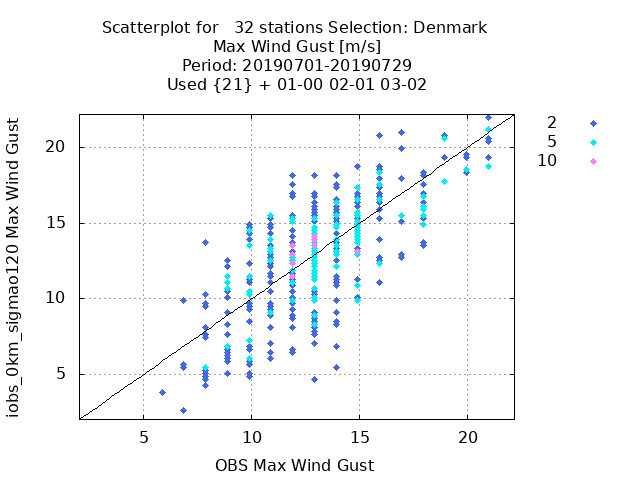 Scatterplot for   32 stations Selection: Denmark
Max Wind Gust [m/s]
Period: 20190701-20190729
Used {21} + 01-00 02-01 03-02
iobs_0km_sigmao120 Max Wind Gust
20
15
10
5
5 10 15 20
OBS Max Wind Gust
2
5
10